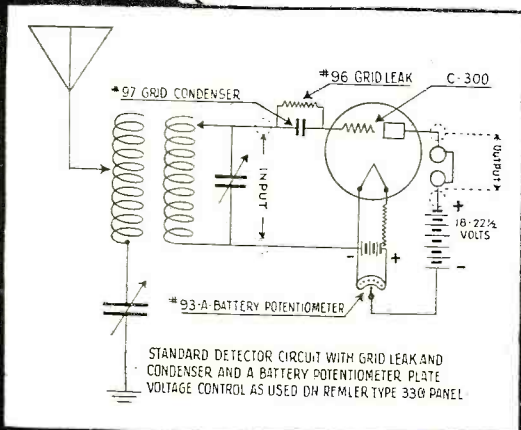 #96 GRID LEAK
C-300
#97 GRID CONDENSER
INPUT
OUTPUT
+
18-22½
VOLTS
-
- +
#93-A-BATTERY POTENTIOMETER
STANDARD DETECTOR CIRCUIT WITH GRID LEAK AND
CONDENSER AND A BATTERY POTENTIOMETER PLATE
VOLTAGE CONTROL AS USED ON REMLER TYPE 330 PANEL